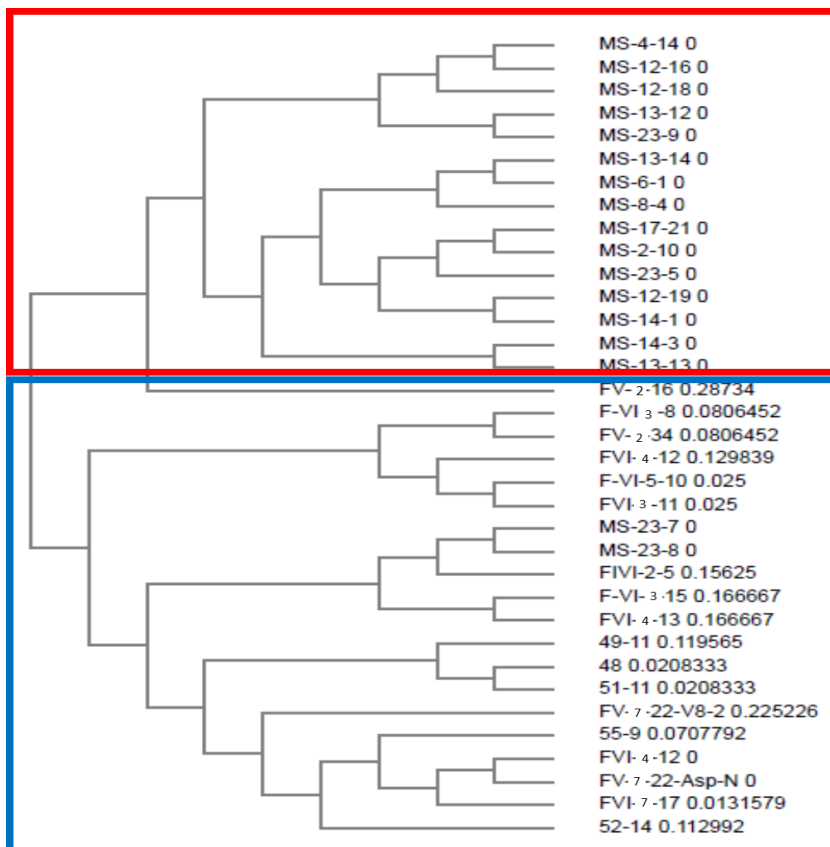 MS-4-14 0
MS-12-16 0
MS-12-18 0
MS-13-12 0
MS-23-9 0
MS-13-14 0
MS-6-1 0
MS-8-4 0
MS-17-21 0
MS-2-10 0
MS-23-5 0
MS-12-19 0
MS-14-1 0
MS-14-3 0
MS-13-13 0
FV-2-16 0.28734
F-VI 3 -8 0.0806452
FV-2-34 0.0806452
FVI-4-12 0.129839
F-VI-5-10 0.025
FVI-3-11 0.025
MS-23-7 0
MS-23-8 0
FIVI-2-5 0.15625
F-VI-3-15 0.166667
FVI-4-13 0.166667
49-11 0.119565
48 0.0208333
51-11 0.0208333
FV-7-22-V8-2 0.225226
55-9 0.0707792
FVI-4-12 0
FV-7-22-Asp-N 0
FVI-7-17 0.0131579
52-14 0.112992